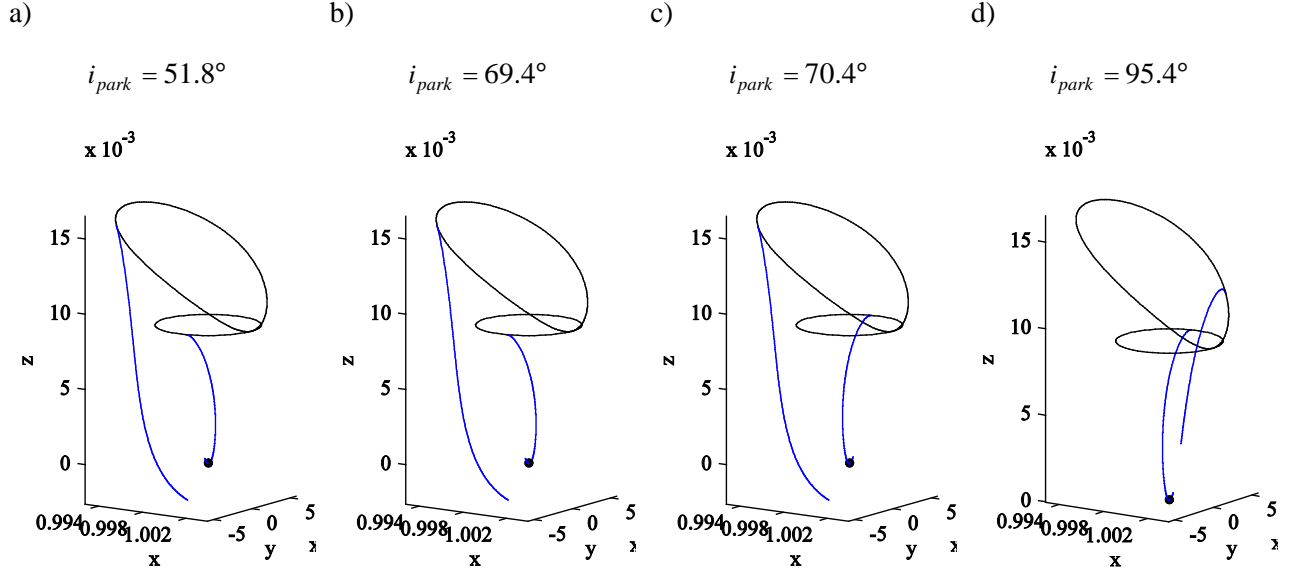 a) b) c) d)
i_park = 51.8° i_park = 69.4° i_park = 70.4° i_park = 95.4°
x 10^-3 x 10^-3 x 10^-3 x 10^-3
15 15 15 15
10 10 10 10
z z z z
5 5 5 5
0 0 0 0
0.994 0.998 1.002 -5 0 5 0.994 0.998 1.002 -5 0 5 0.994 0.998 1.002 -5 0 5 0.994 0.998 1.002 -5 0 5
x y x y x y x y